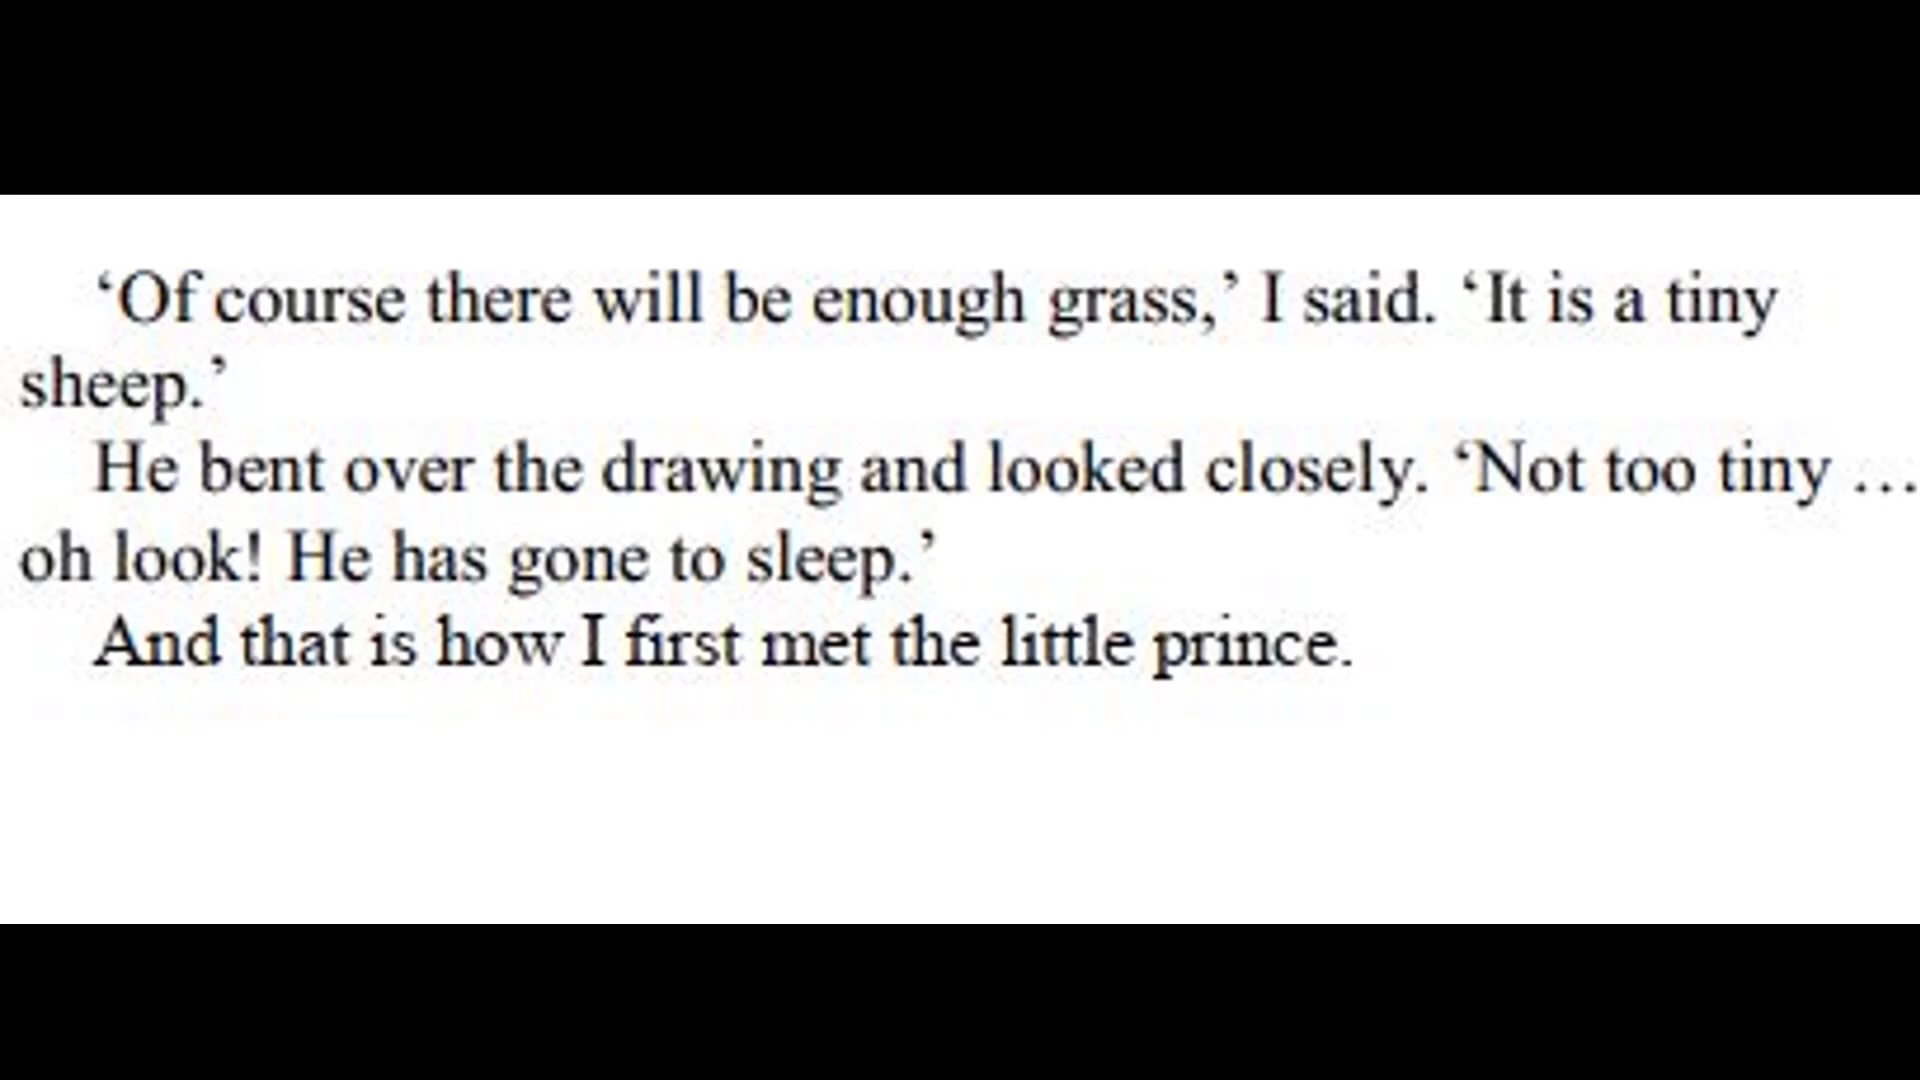 ‘Of course there will be enough grass,’ I said. ‘It is a tiny
sheep.’
He bent over the drawing and looked closely. ‘Not too tiny …
oh look! He has gone to sleep.’
And that is how I first met the little prince.